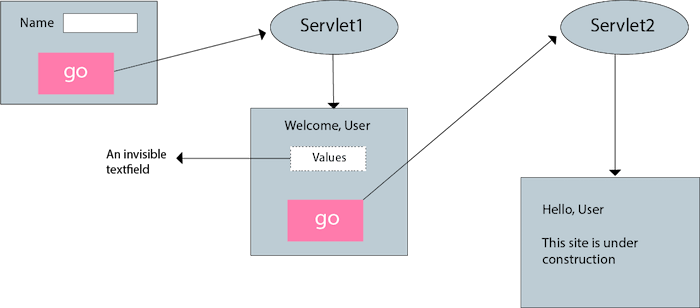 Name
go
Servlet1
Servlet2
Welcome, User
Values
An invisible
textfield
go
Hello, User
This site is under
construction